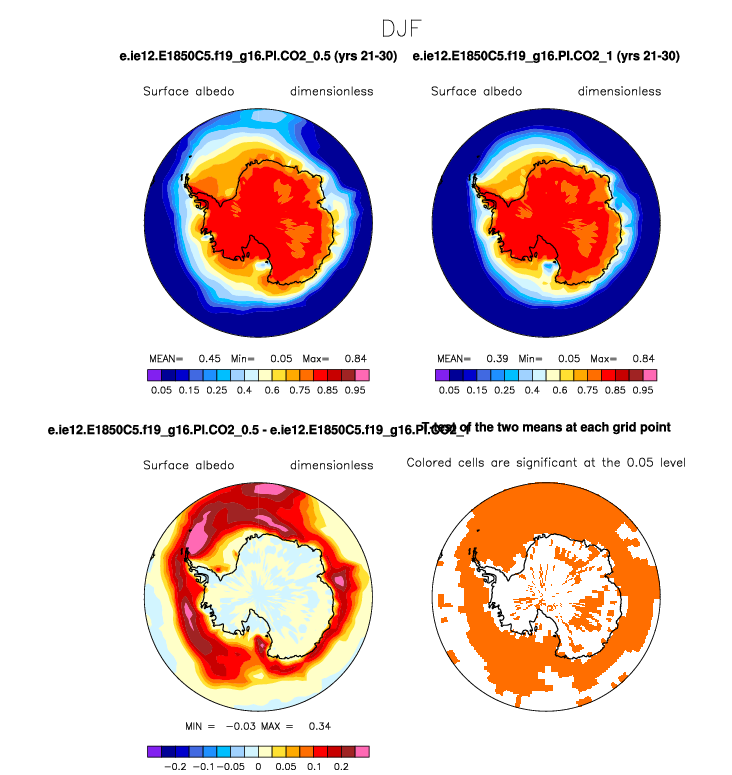 DJF
e.ie12.E1850C5.f19_g16.PI.CO2_0.5 (yrs 21-30) e.ie12.E1850C5.f19_g16.PI.CO2_1 (yrs 21-30)
Surface albedo dimensionless Surface albedo dimensionless
MEAN= 0.45 Min= 0.05 Max= 0.84 MEAN= 0.39 Min= 0.05 Max= 0.84
0.05 0.15 0.25 0.4 0.6 0.75 0.85 0.95 0.05 0.15 0.25 0.4 0.6 0.75 0.85 0.95
e.ie12.E1850C5.f19_g16.PI.CO2_0.5 - e.ie12.E1850C5.f19_g16.PI.CO2_1 T-test of the two means at each grid point
Surface albedo dimensionless Colored cells are significant at the 0.05 level
MIN = -0.03 MAX = 0.34
-0.2 -0.1 -0.05 0 0.05 0.1 0.2